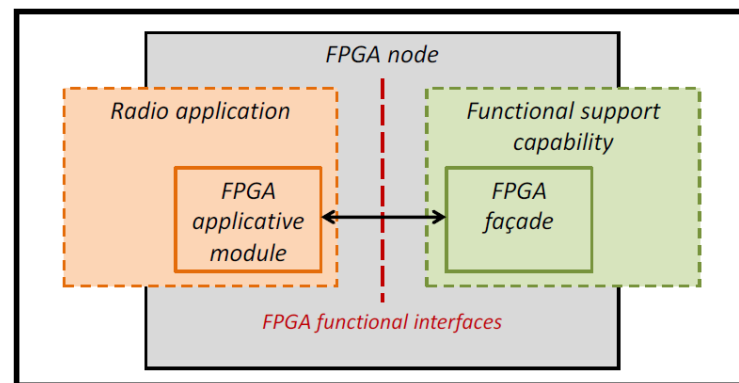 FPGA node
Radio application
Functional support
capability
FPGA
applicative
module
FPGA
façade
FPGA functional interfaces